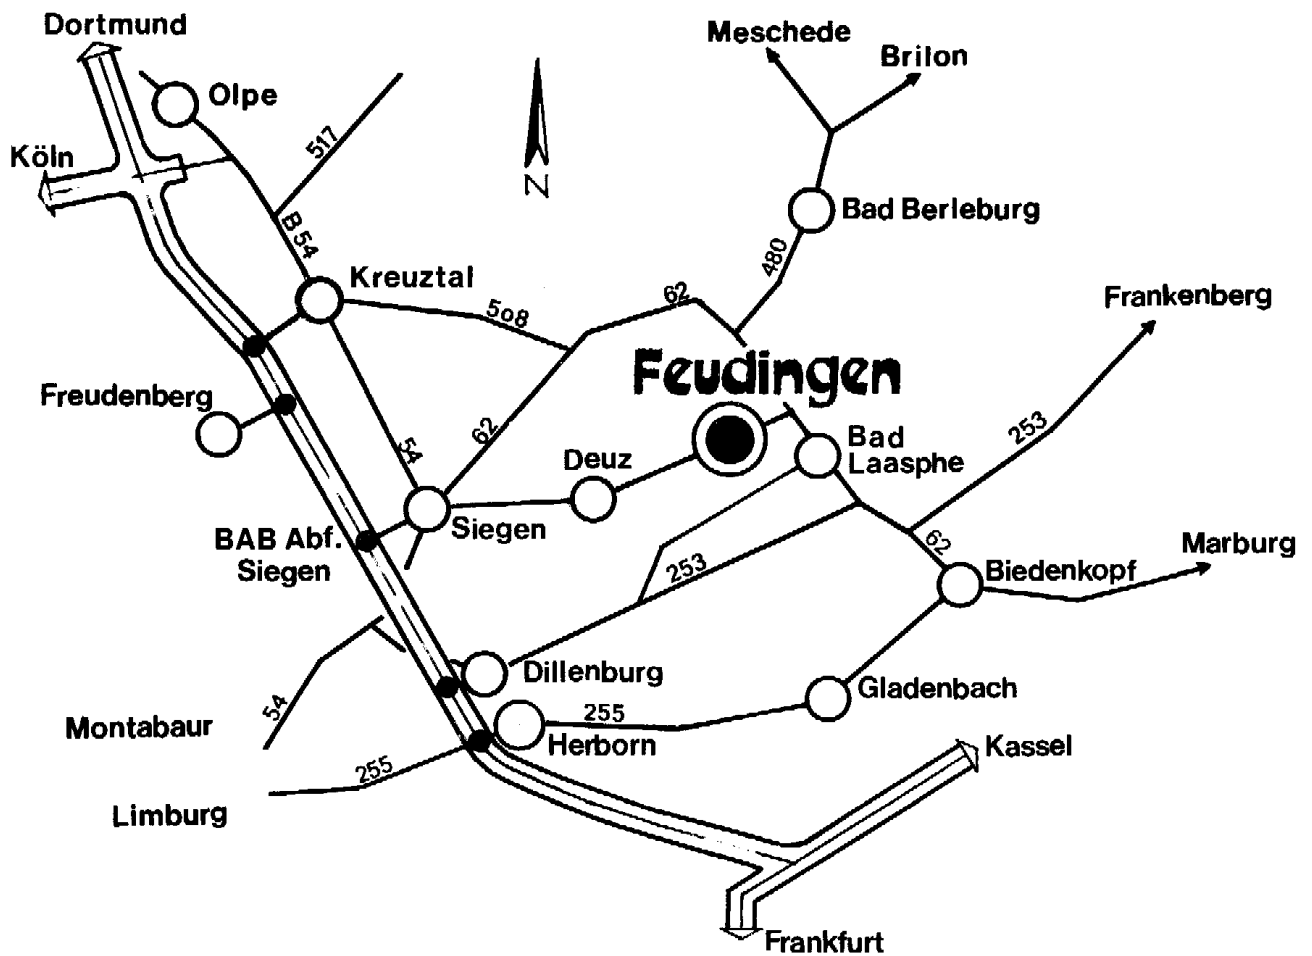 Dortmund
Meschede
Brilon
Olpe
517
Köln
N
Bad Berleburg
B 54
480
Kreuztal
62
Frankenberg
5o8
Feudingen
Freudenberg
253
62
54
Bad
Laasphe
Deuz
Siegen
BAB Abf.
Siegen
62
Marburg
253
Biedenkopf
Dillenburg
Gladenbach
54
255
Montabaur
Herborn
Kassel
255
Limburg
Frankfurt